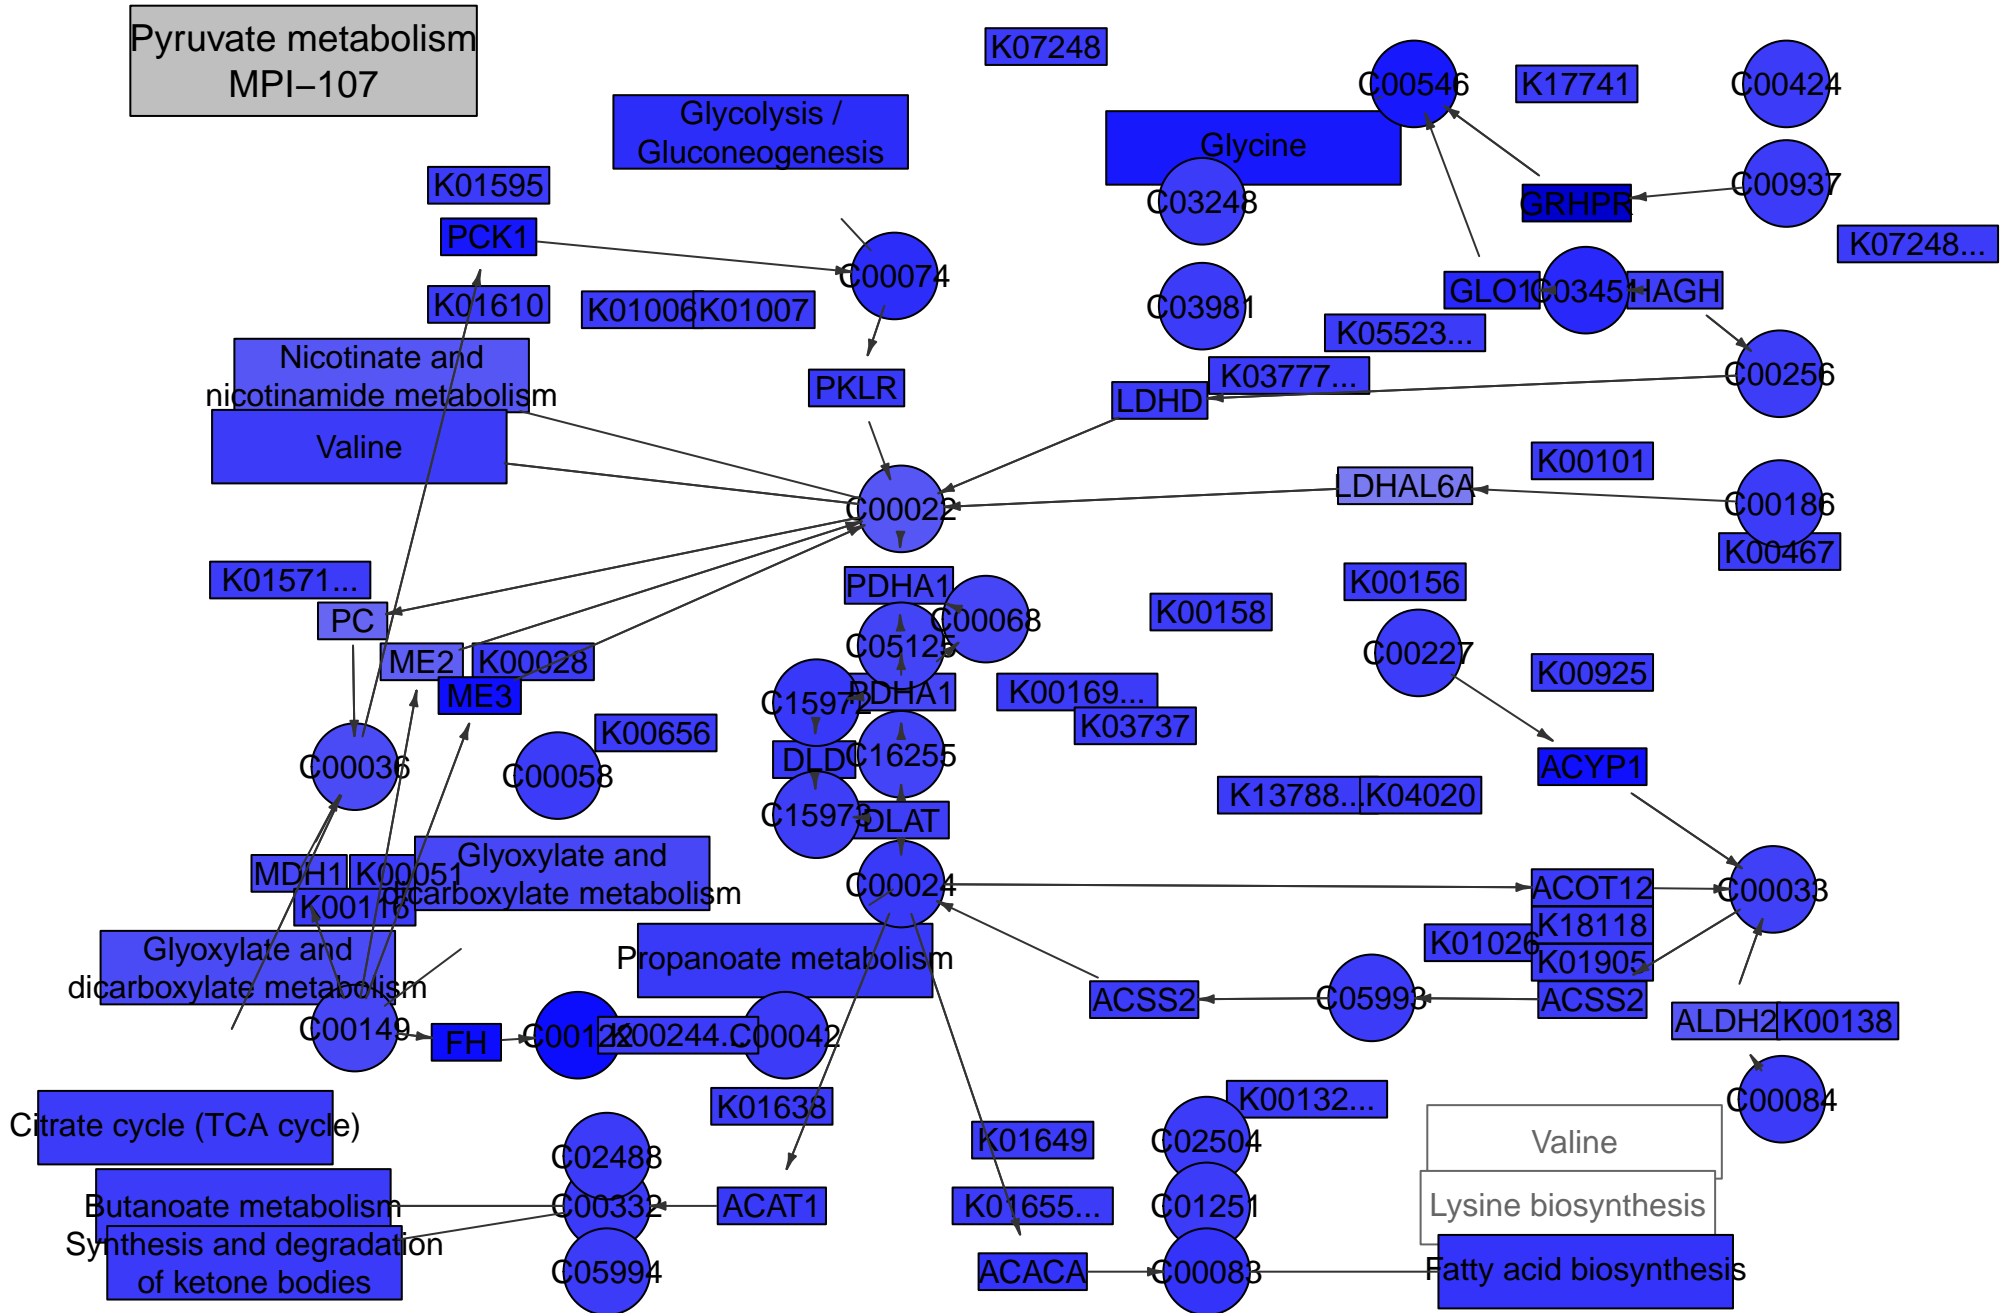 Pyruvate metabolism
MPI−107
K07248
C00546
K17741
C00424
Glycolysis /
Gluconeogenesis
Glycine
K01595
C03248
GRHPR
C00937
PCK1
K07248...
C00074
K01610
K01006
K01007
C03981
GLO1
C03451
HAGH
K05523...
Nicotinate and
nicotinamide metabolism
PKLR
K03777...
LDHD
C00256
Valine
K00101
LDHAL6A
C00186
C00022
K00467
K01571...
PDHA1
K00156
PC
C00068
K00158
C05125
C00227
ME2
K00028
K00925
ME3
C15972
PDHA1
K00169...
K03737
K00656
C00036
C00058
DLD
C16255
ACYP1
K13788...
K04020
C15973
DLAT
MDH1
K00051
Glyoxylate and
dicarboxylate metabolism
C00024
ACOT12
C00033
K00116
K18118
K01026
Glyoxylate and
dicarboxylate metabolism
Propanoate metabolism
K01905
ACSS2
C05993
ACSS2
C00149
FH
C00122
K00244...
C00042
ALDH2
K00138
K01638
K00132...
C00084
Citrate cycle (TCA cycle)
C02488
K01649
C02504
Valine
Butanoate metabolism
C00332
ACAT1
K01655...
C01251
Lysine biosynthesis
Synthesis and degradation
of ketone bodies
C05994
ACACA
C00083
Fatty acid biosynthesis